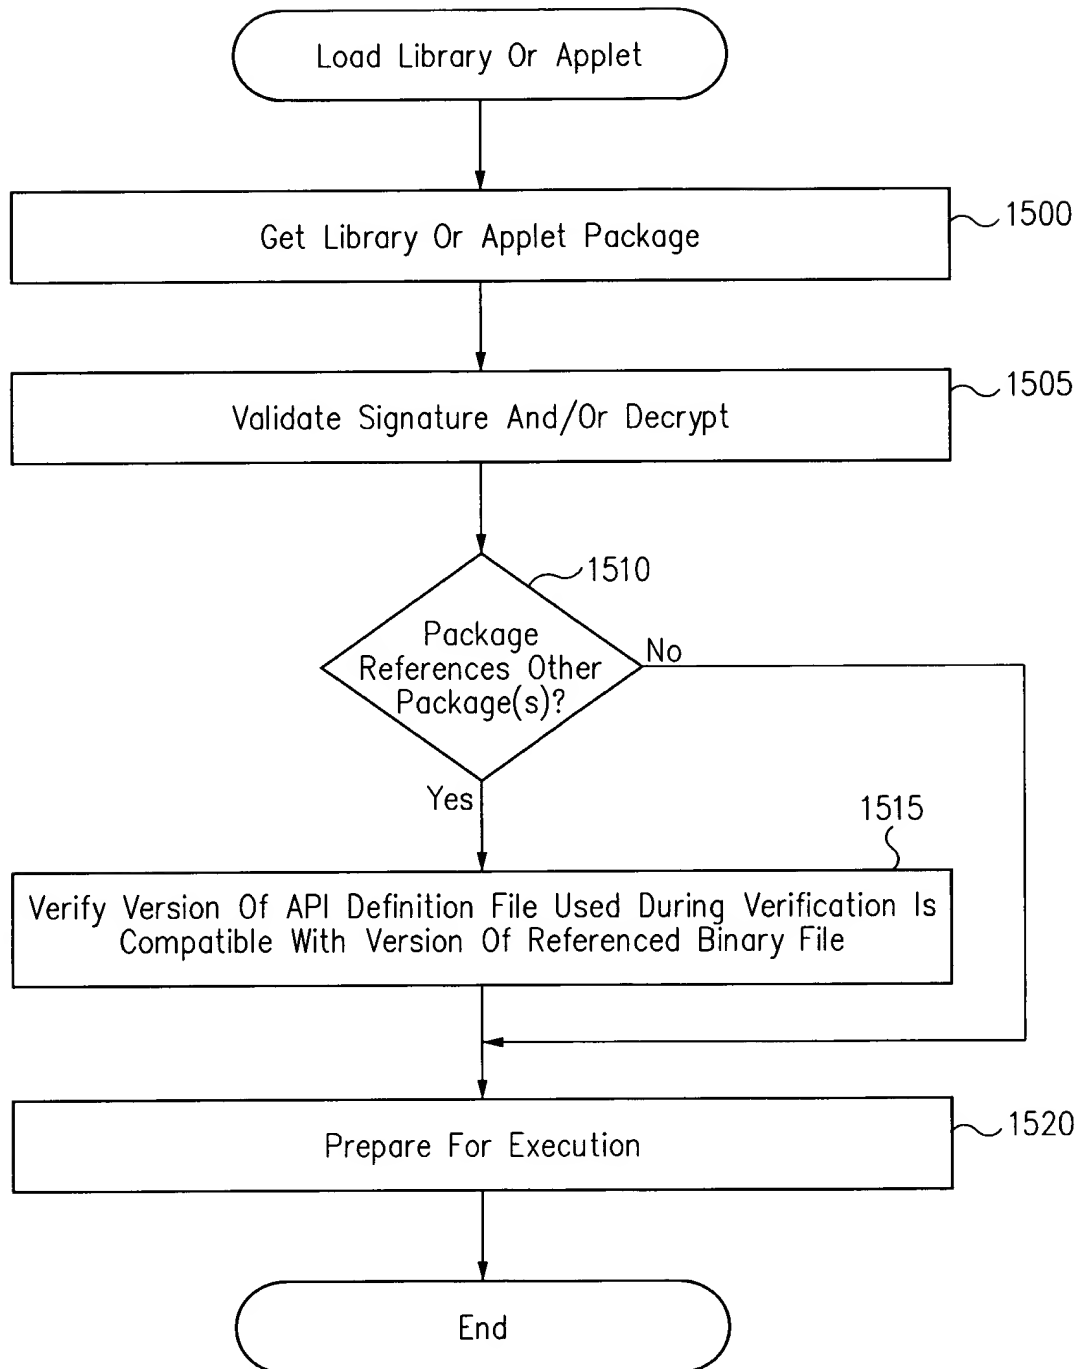 Load Library Or Applet
1500
Get Library Or Applet Package
1505
Validate Signature And/Or Decrypt
1510
Package
References Other
Package(s)?
No
Yes
1515
Verify Version Of API Definition File Used During Verification Is
Compatible With Version Of Referenced Binary File
1520
Prepare For Execution
End